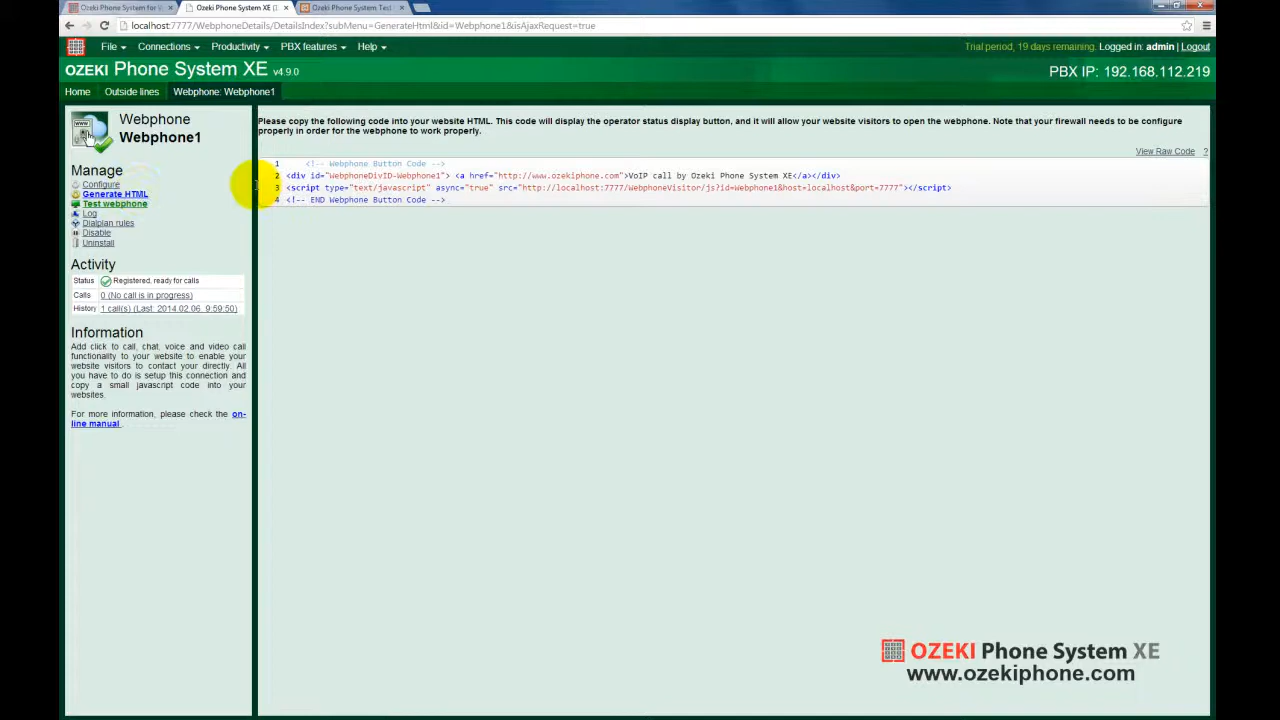 Ozeki Phone System for W
Ozeki Phone System XE [
Ozeki Phone System Test
localhost:7777/WebphoneDetails/DetailsIndex?subMenu=GenerateHtml&id=Webphone1&isAjaxRequest=true
File Connections Productivity PBX features Help
Trial period, 19 days remaining. Logged in: admin | Logout
OZEKI Phone System XE v4.9.0
PBX IP: 192.168.112.219
Home Outside lines Webphone: Webphone1
Webphone
Webphone1
Manage
Configure
Generate HTML
Test webphone
Log
Dialplan rules
Disable
Uninstall
Activity
Status Registered, ready for calls
Calls 0 (No call is in progress)
History 1 call(s) (Last: 2014.02.06. 9:59:50)
Information
Add click to call, chat, voice and video call
functionality to your website to enable your
website visitors to contact your directly. All
you have to do is setup this connection and
copy a small javascript code into your
websites.
For more information, please check the on-
line manual
Please copy the following code into your website HTML. This code will display the operator status display button, and it will allow your website visitors to open the webphone. Note that your firewall needs to be configure
properly in order for the webphone to work properly.
View Raw Code ?
1 <!-- Webphone Button Code -->
2 <div id="WebphoneDivID-Webphone1"> <a href="http://www.ozekiphone.com">VoIP call by Ozeki Phone System XE</a></div>
3 <script type="text/javascript" async="true" src="http://localhost:7777/WebphoneVisitor/js?id=Webphone1&host=localhost&port=7777"></script>
4 <!-- END Webphone Button Code -->
OZEKI Phone System XE
www.ozekiphone.com